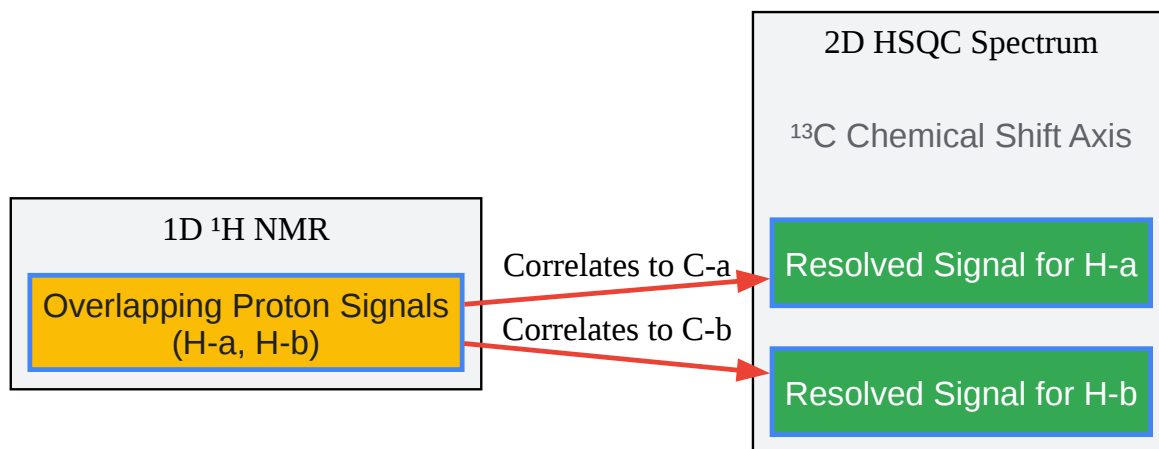 1D ¹H NMR
Overlapping Proton Signals
(H-a, H-b)
Correlates to C-a
Correlates to C-b
2D HSQC Spectrum
¹³C Chemical Shift Axis
Resolved Signal for H-a
Resolved Signal for H-b